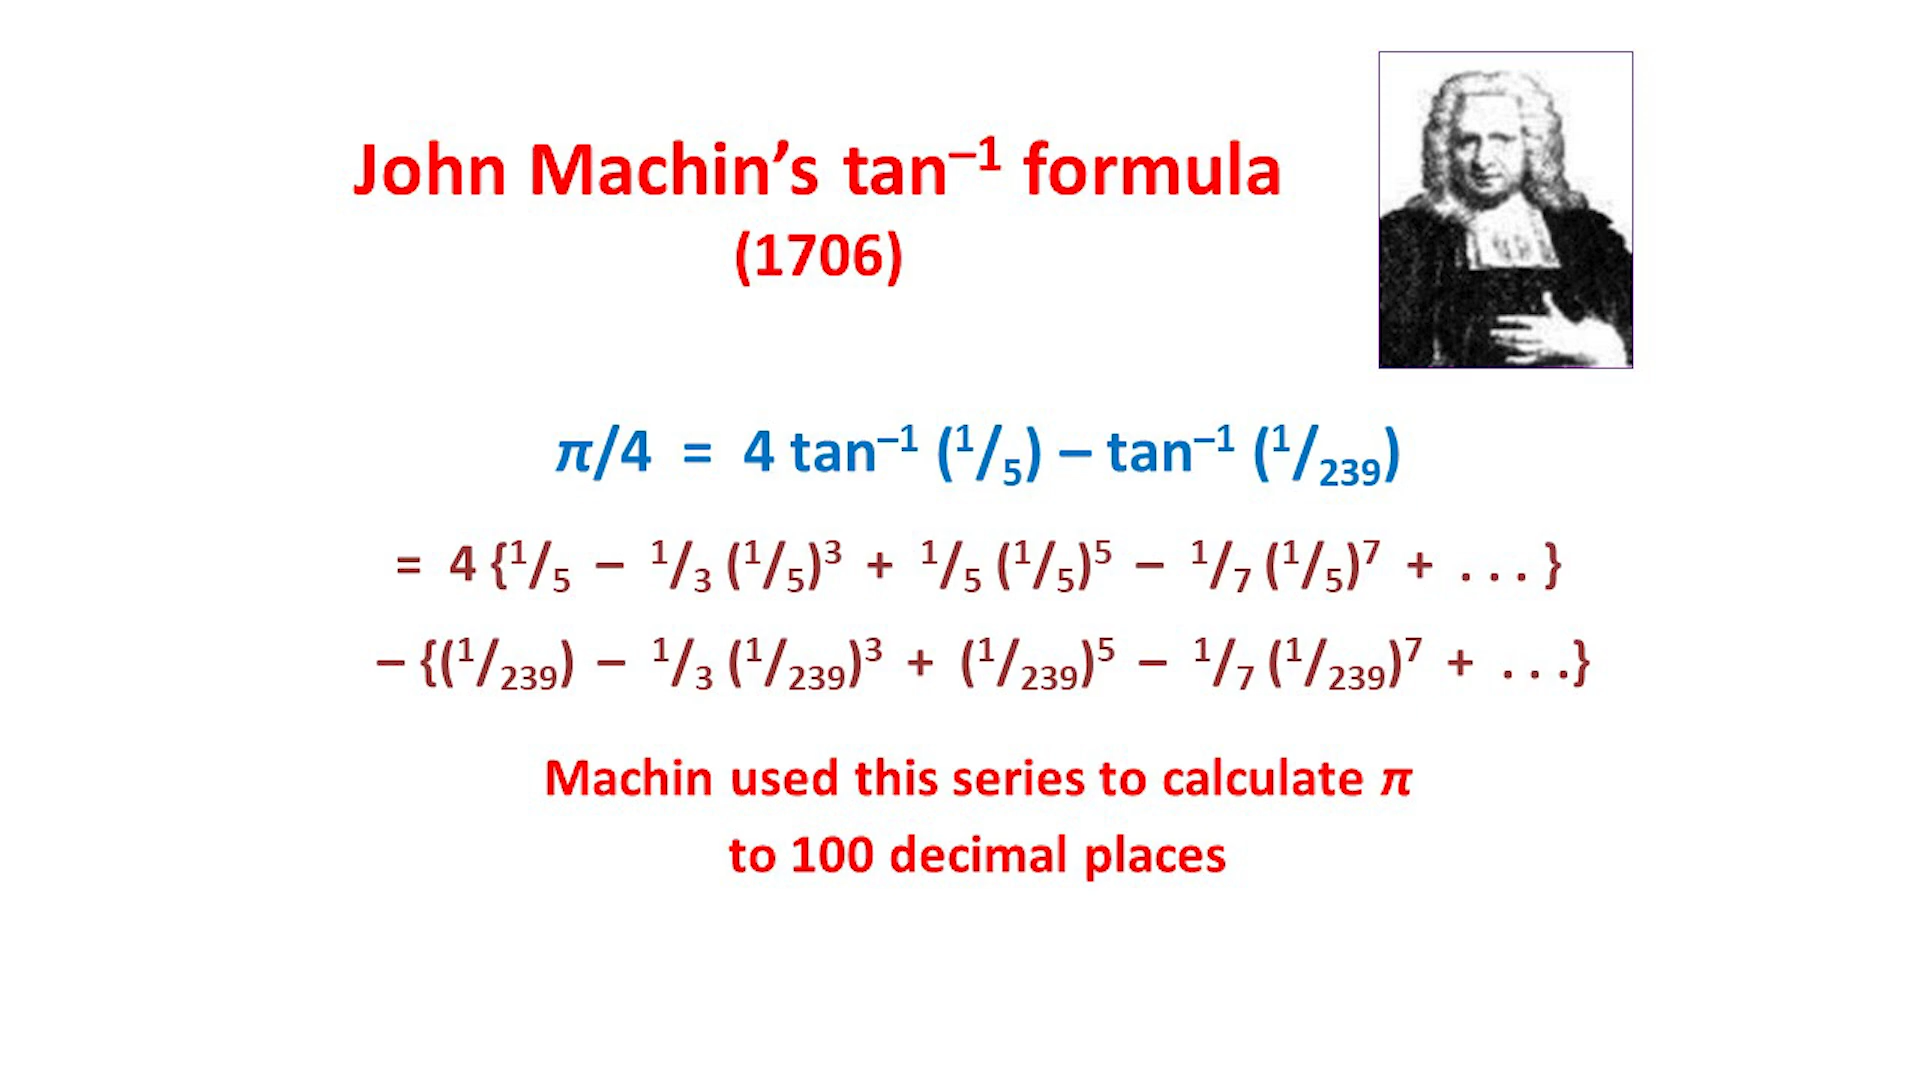 John Machin’s tan⁻¹ formula
(1706)
π/4 = 4 tan⁻¹ (¹/₅) – tan⁻¹ (¹/₂₃₉)
= 4 {¹/₅ – ¹/₃ (¹/₅)³ + ¹/₅ (¹/₅)⁵ – ¹/₇ (¹/₅)⁷ + . . . }
– {(¹/₂₃₉) – ¹/₃ (¹/₂₃₉)³ + (¹/₂₃₉)⁵ – ¹/₇ (¹/₂₃₉)⁷ + . . .}
Machin used this series to calculate π
to 100 decimal places